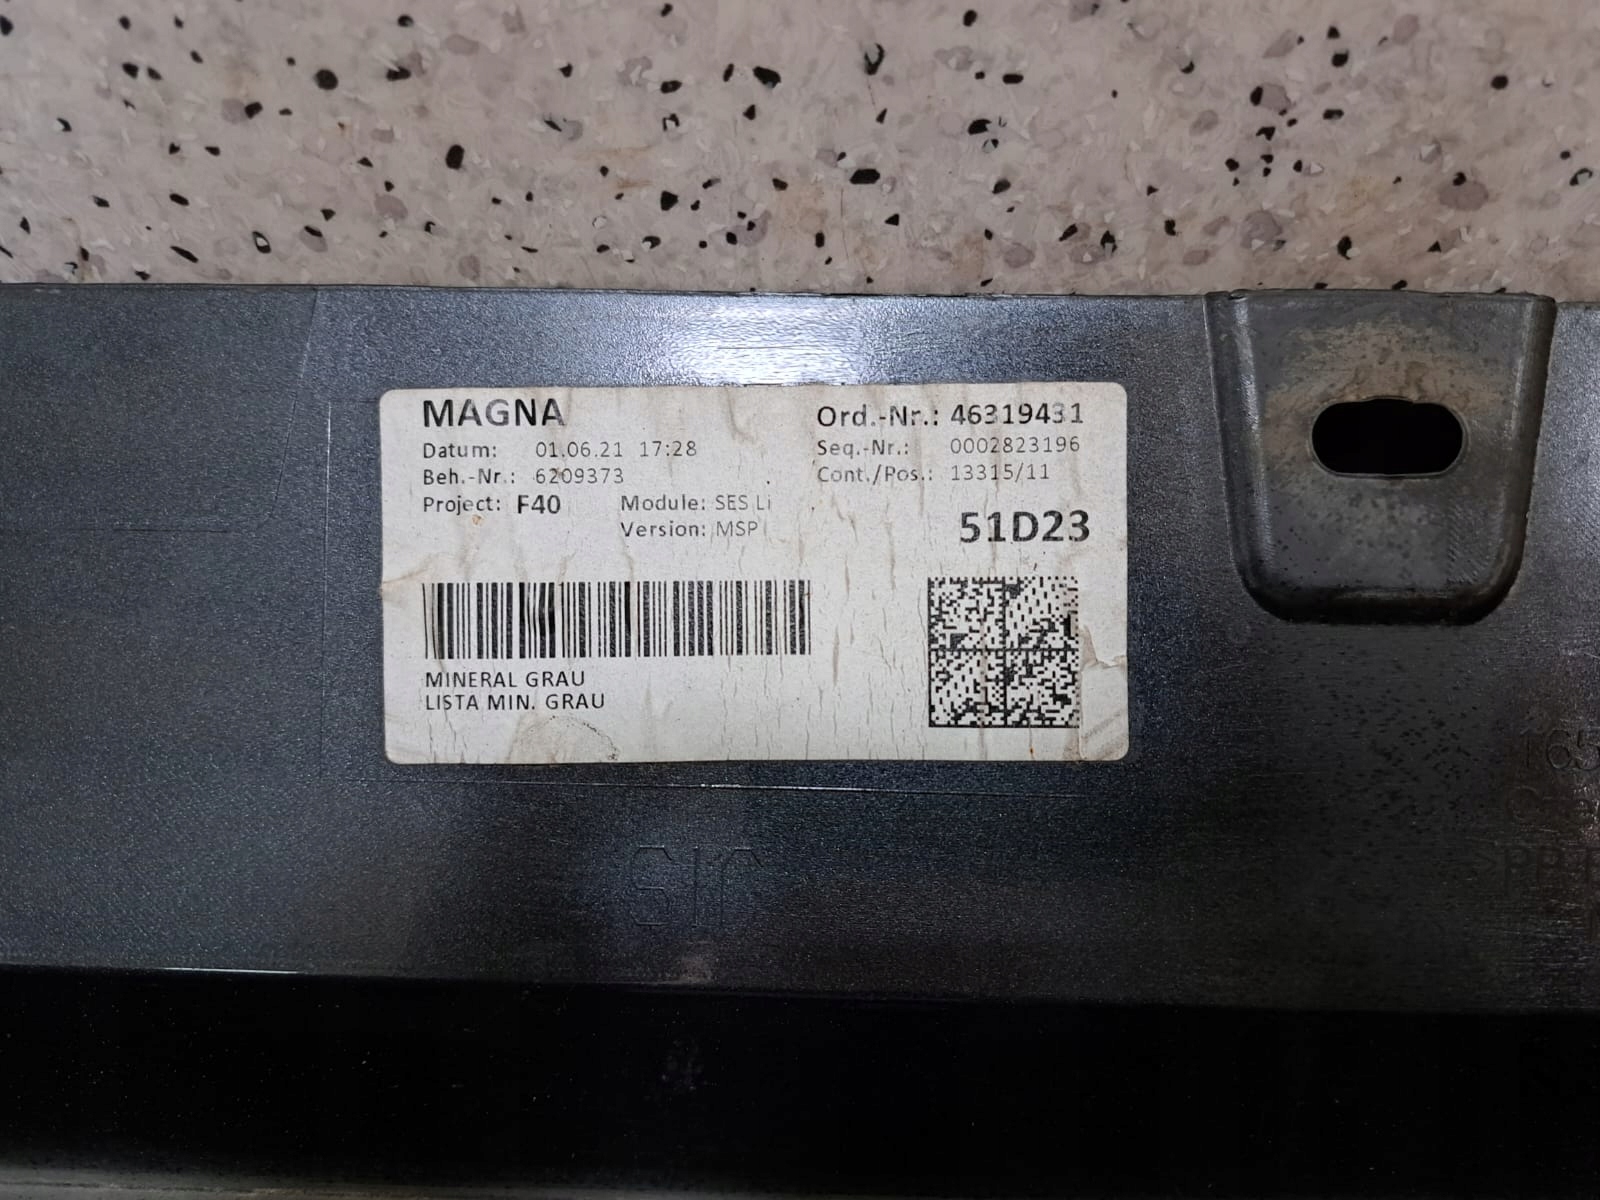 MAGNA
Ord.-Nr.: 46319431
Datum: 01.06.21 17:28
Seq.-Nr.: 0002823196
Beh.-Nr.: 6209373
Cont./Pos.: 13315/11
Project: F40
Module: SES Li
Version: MSP
51D23
MINERAL GRAU
LISTA MIN. GRAU
JIS